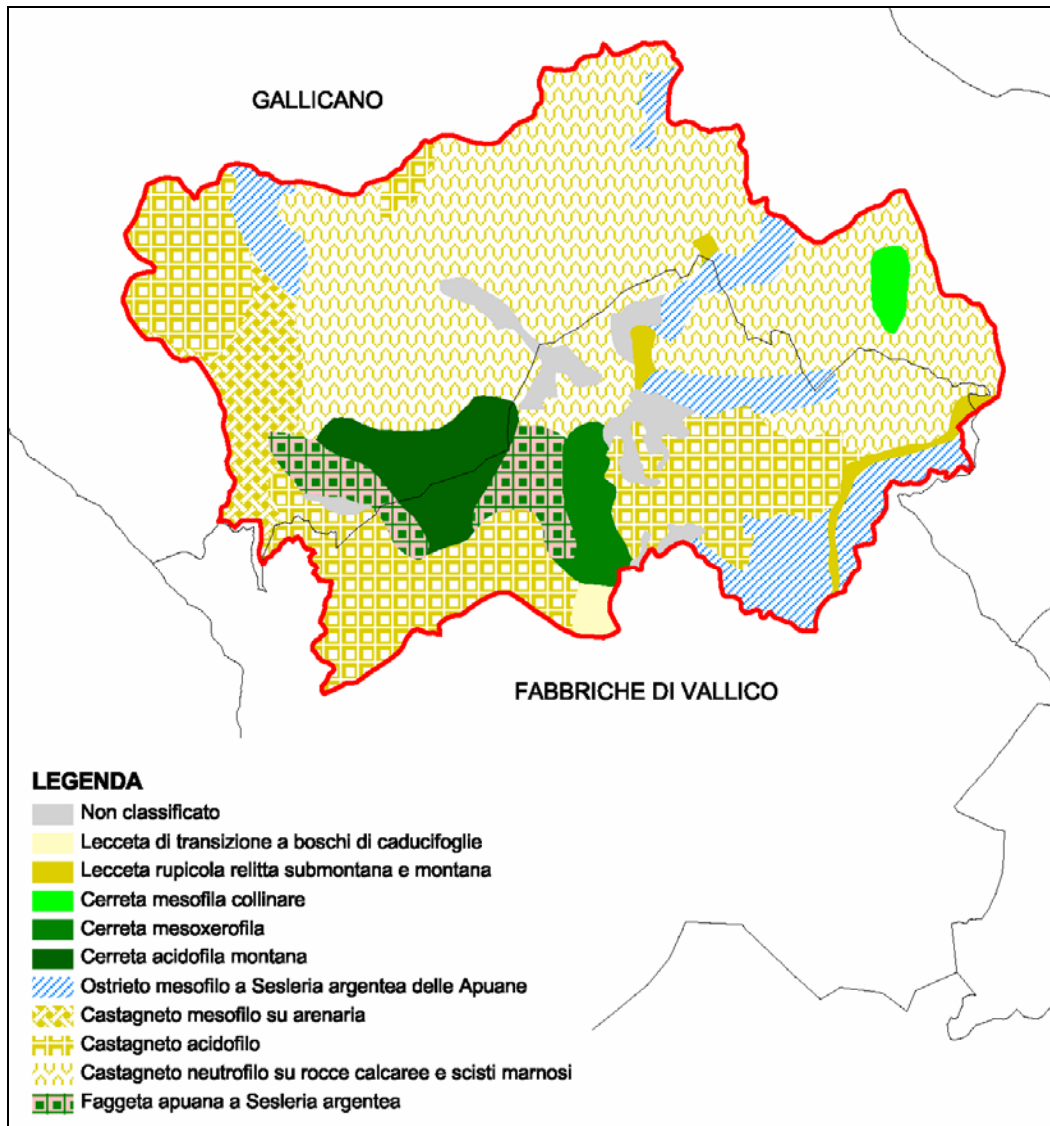 GALLICANO
FABBRICHE DI VALLICO
LEGENDA
Non classificato
Lecceta di transizione a boschi di caducifoglie
Lecceta rupicola relitta submontana e montana
Cerreta mesofila collinare
Cerreta mesoxerofila
Cerreta acidofila montana
Ostrieto mesofilo a Sesleria argentea delle Apuane
Castagneto mesofilo su arenaria
Castagneto acidofilo
Castagneto neutrofilo su rocce calcaree e scisti marnosi
Faggeta apuana a Sesleria argentea